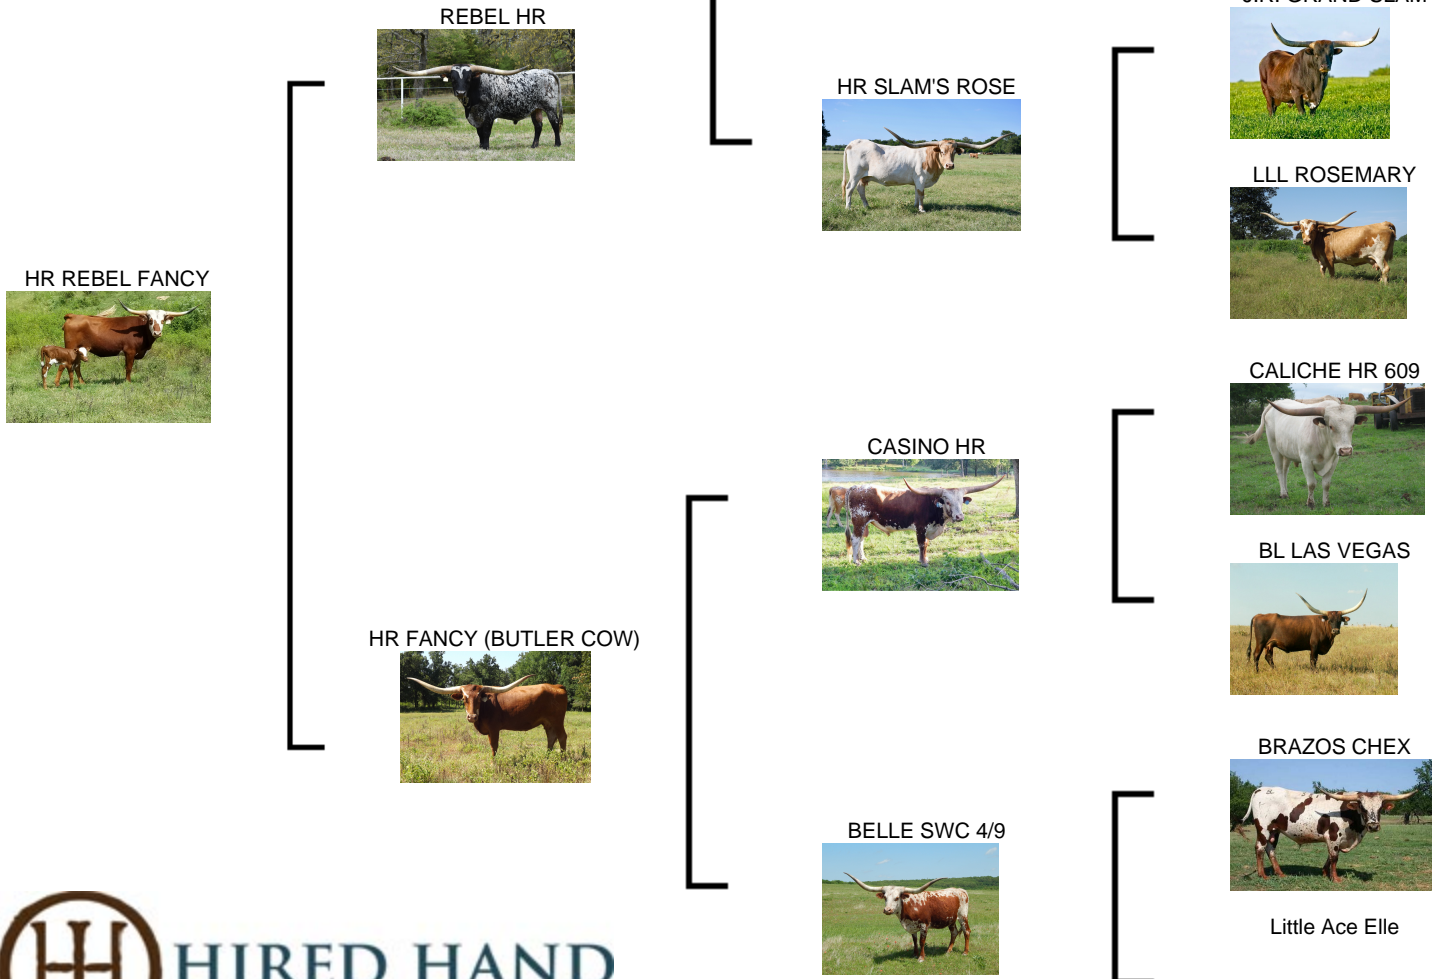 REBEL HR
HR SLAM'S ROSE
LLL ROSEMARY
HR REBEL FANCY
CALICHE HR 609
CASINO HR
BL LAS VEGAS
HR FANCY (BUTLER COW)
BRAZOS CHEX
BELLE SWC 4/9
Little Ace Elle
HIRED HAND